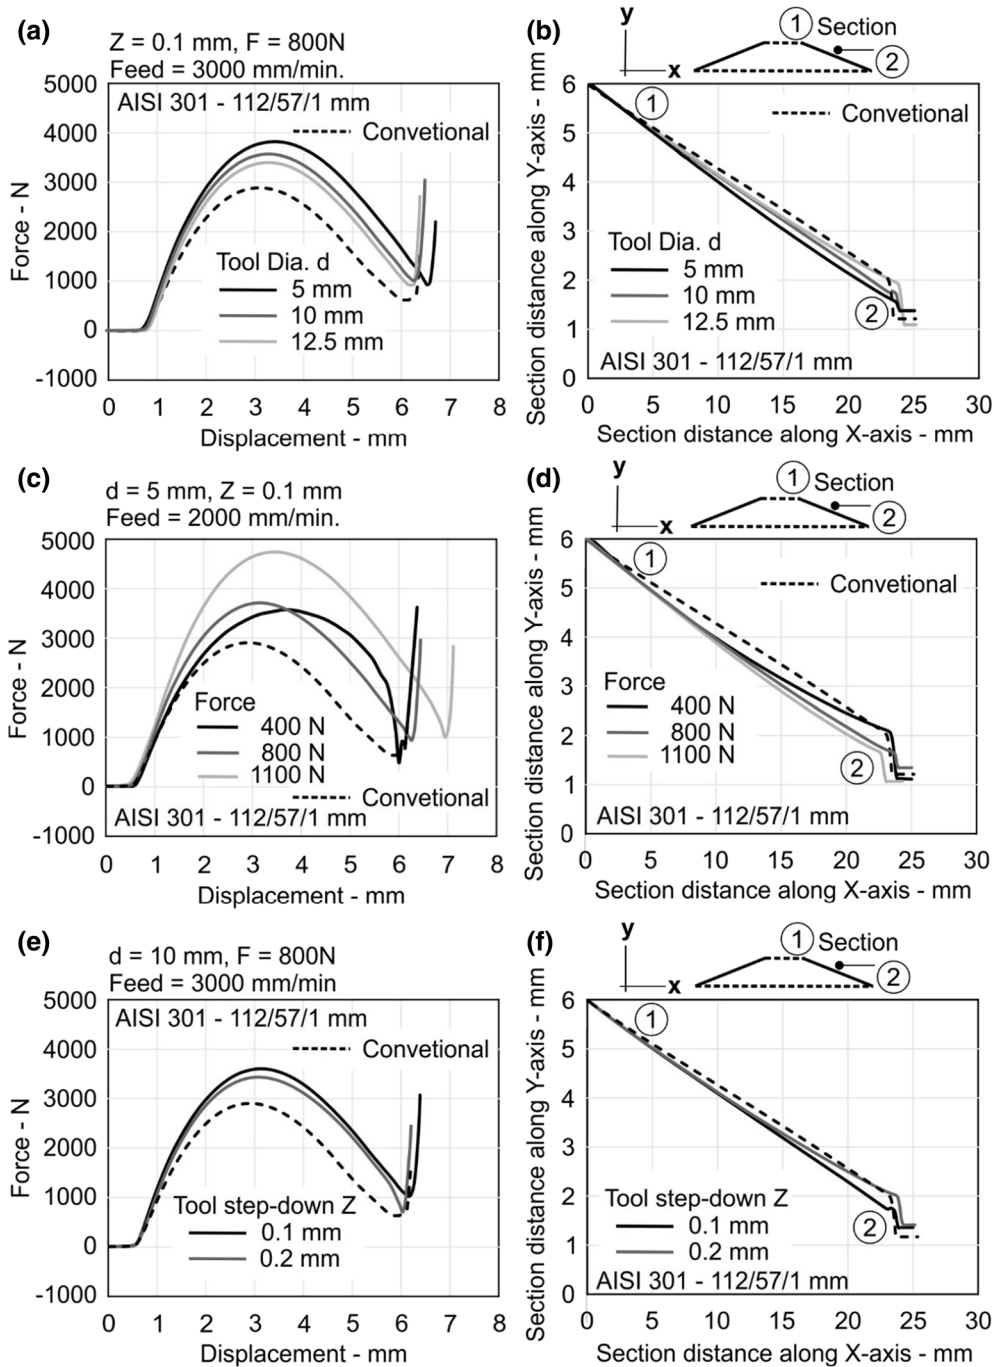 (a)
Z = 0.1 mm, F = 800N
Feed = 3000 mm/min.
AISI 301 - 112/57/1 mm
Convetional
Tool Dia. d
5 mm
10 mm
12.5 mm
Force - N
5000
4000
3000
2000
1000
0
-1000
0 1 2 3 4 5 6 7 8
Displacement - mm
(b)
y
x
1 Section
2
Convetional
1
Tool Dia. d
5 mm
10 mm
12.5 mm
2
AISI 301 - 112/57/1 mm
Section distance along Y-axis - mm
6
5
4
3
2
1
0
0 5 10 15 20 25 30
Section distance along X-axis - mm
(c)
d = 5 mm, Z = 0.1 mm
Feed = 2000 mm/min.
Force
400 N
800 N
1100 N
Convetional
AISI 301 - 112/57/1 mm
Force - N
5000
4000
3000
2000
1000
0
-1000
0 1 2 3 4 5 6 7 8
Displacement - mm
(d)
y
x
1 Section
2
1
Convetional
Force
400 N
800 N
1100 N
2
AISI 301 - 112/57/1 mm
Section distance along Y-axis - mm
6
5
4
3
2
1
0
0 5 10 15 20 25 30
Section distance along X-axis - mm
(e)
d = 10 mm, F = 800N
Feed = 3000 mm/min
AISI 301 - 112/57/1 mm
Convetional
Tool step-down Z
0.1 mm
0.2 mm
Force - N
5000
4000
3000
2000
1000
0
-1000
0 1 2 3 4 5 6 7 8
Displacement - mm
(f)
y
x
1 Section
2
1
Convetional
Tool step-down Z
0.1 mm
0.2 mm
2
AISI 301 - 112/57/1 mm
Section distance along Y-axis - mm
6
5
4
3
2
1
0
0 5 10 15 20 25 30
Section distance along X-axis - mm